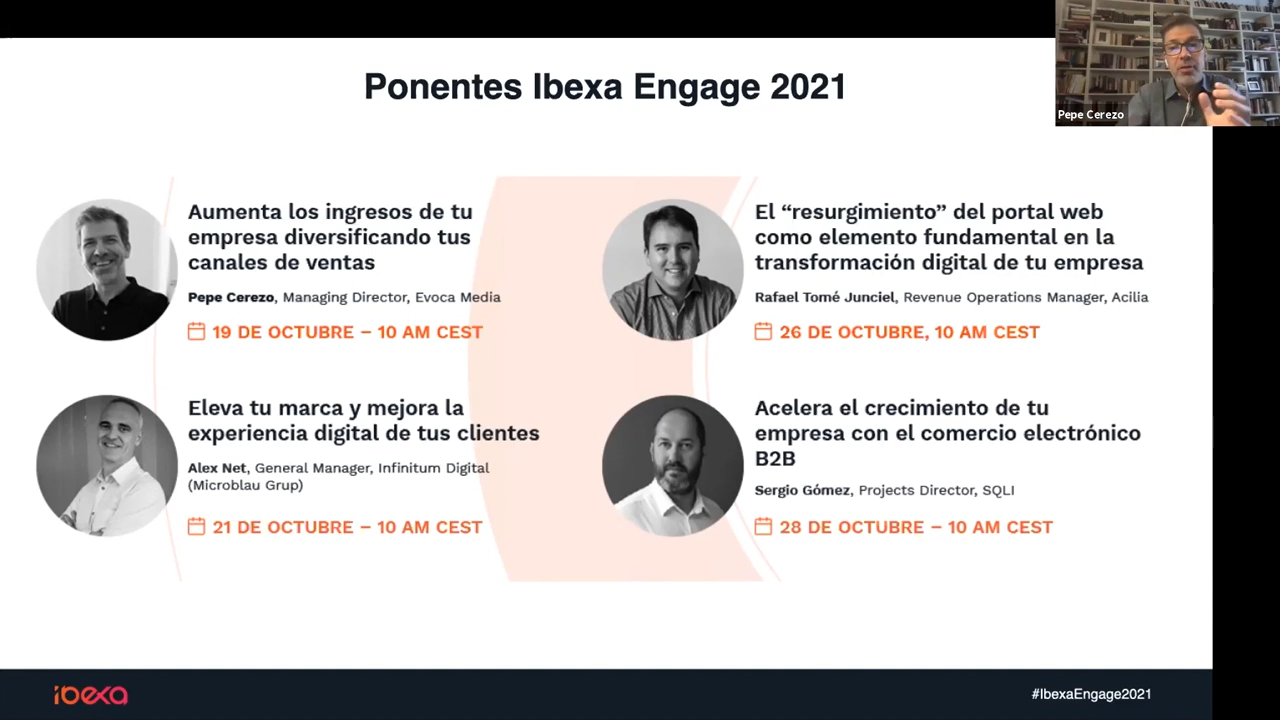 Ponentes Ibexa Engage 2021
Pepe Cerezo
Aumenta los ingresos de tu
empresa diversificando tus
canales de ventas
Pepe Cerezo, Managing Director, Evoca Media
19 DE OCTUBRE – 10 AM CEST
El “resurgimiento” del portal web
como elemento fundamental en la
transformación digital de tu empresa
Rafael Tomé Junciel, Revenue Operations Manager, Acilia
26 DE OCTUBRE, 10 AM CEST
Eleva tu marca y mejora la
experiencia digital de tus clientes
Alex Net, General Manager, Infinitum Digital
(Microblau Grup)
21 DE OCTUBRE – 10 AM CEST
Acelera el crecimiento de tu
empresa con el comercio electrónico
B2B
Sergio Gómez, Projects Director, SQLI
28 DE OCTUBRE – 10 AM CEST
ibexa
#IbexaEngage2021